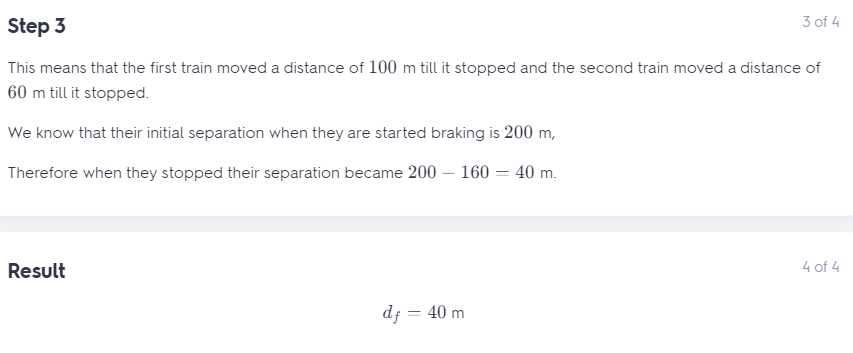 Step 3
3 of 4
This means that the first train moved a distance of 100 m till it stopped and the second train moved a distance of
60 m till it stopped.
We know that their initial separation when they are started braking is 200 m,
Therefore when they stopped their separation became 200 − 160 = 40 m.
Result
4 of 4
d_f = 40 m